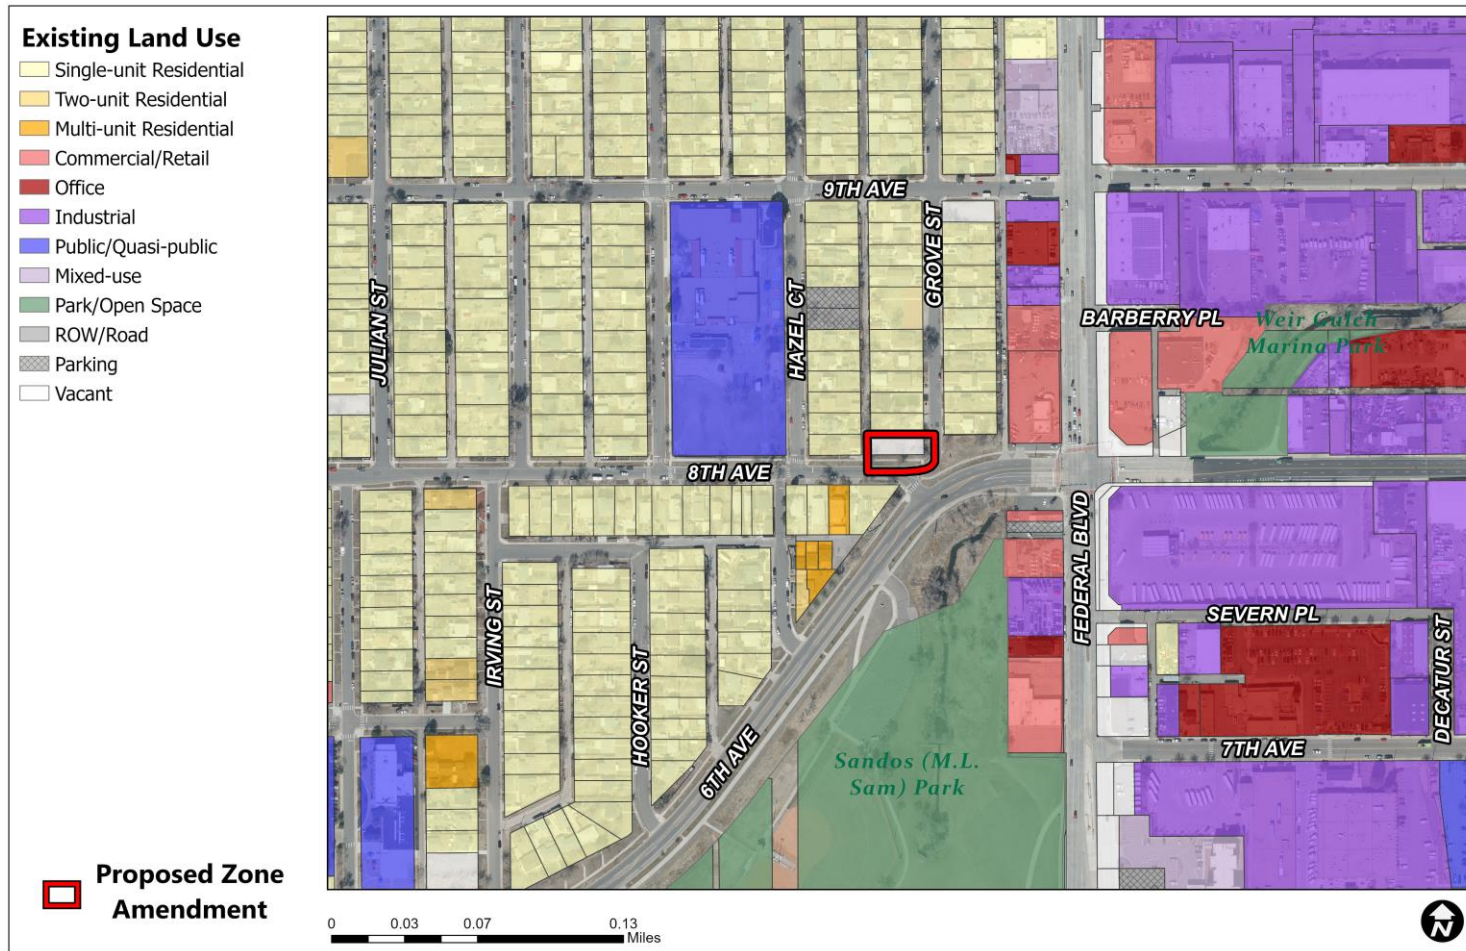 Existing Land Use
Single-unit Residential
Two-unit Residential
Multi-unit Residential
Commercial/Retail
Office
Industrial
Public/Quasi-public
Mixed-use
Park/Open Space
ROW/Road
Parking
Vacant
Proposed Zone
Amendment
9TH AVE
GROVE ST
HAZEL CT
JULIAN ST
BARBERRY PL
Weir Gulch
Marina Park
8TH AVE
FEDERAL BLVD
SEVERN PL
DECATUR ST
IRVING ST
HOOKER ST
6TH AVE
7TH AVE
Sandos (M.L.
Sam) Park
0 0.03 0.07 0.13
Miles
N